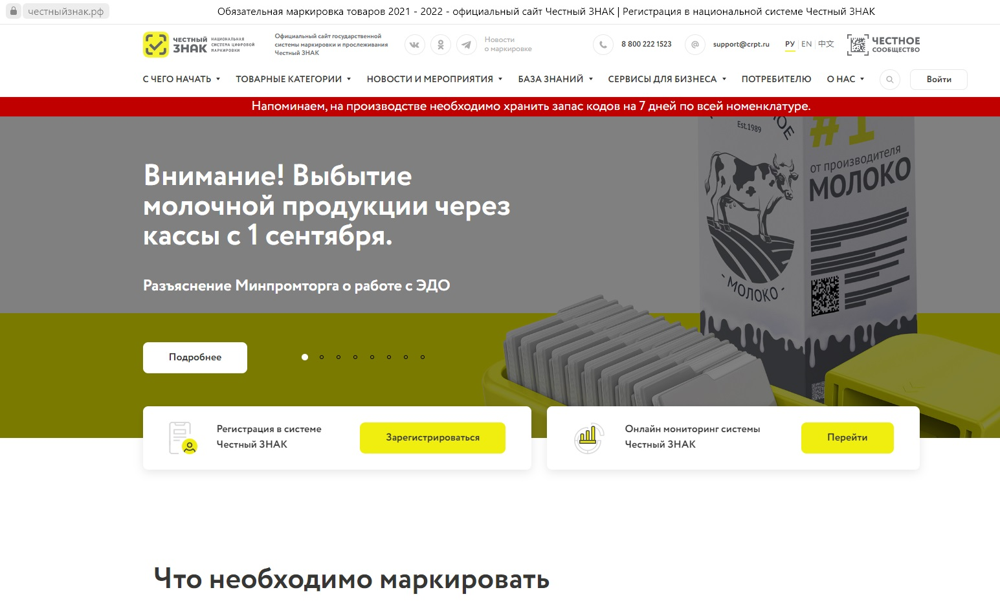 честныйзнак.рф
Обязательная маркировка товаров 2021 - 2022 - официальный сайт Честный ЗНАК | Регистрация в национальной системе Честный ЗНАК
ЧЕСТНЫЙ
ЗНАК
НАЦИОНАЛЬНАЯ
СИСТЕМА ЦИФРОВОЙ
МАРКИРОВКИ
Официальный сайт государственной
системы маркировки и прослеживания
Честный ЗНАК
Новости
о маркировке
8 800 222 1523
@
support@crpt.ru
РУ
EN
中文
ЧЕСТНОЕ
СООБЩЕСТВО
С ЧЕГО НАЧАТЬ
ТОВАРНЫЕ КАТЕГОРИИ
НОВОСТИ И МЕРОПРИЯТИЯ
БАЗА ЗНАНИЙ
СЕРВИСЫ ДЛЯ БИЗНЕСА
ПОТРЕБИТЕЛЮ
О НАС
Войти
Напоминаем, на производстве необходимо хранить запас кодов на 7 дней по всей номенклатуре.
Внимание! Выбытие
молочной продукции через
кассы с 1 сентября.
Разъяснение Минпромторга о работе с ЭДО
Est.1989
#1
от производителя
МОЛОКО
· МОЛОКО ·
Подробнее
Регистрация в системе
Честный ЗНАК
Зарегистрироваться
Онлайн мониторинг системы
Честный ЗНАК
Перейти
Что необходимо маркировать